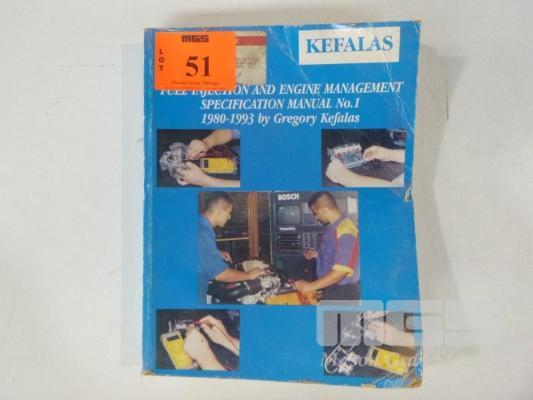 MGS
LOT
51
KEFALAS
FUEL INJECTION AND ENGINE MANAGEMENT
SPECIFICATION MANUAL No.1
1980-1993 by Gregory Kefalas
BOSCH
MGS